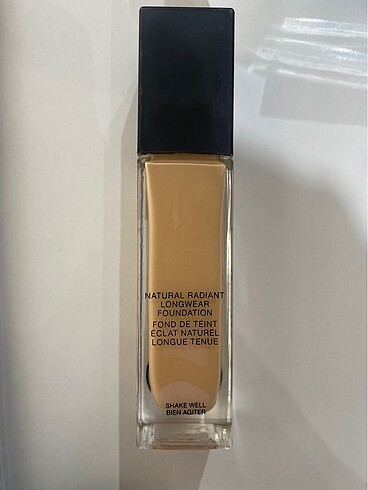 NATURAL RADIANT
LONGWEAR
FOUNDATION
FOND DE TEINT
ÉCLAT NATUREL
LONGUE TENUE
SHAKE WELL
BIEN AGITER